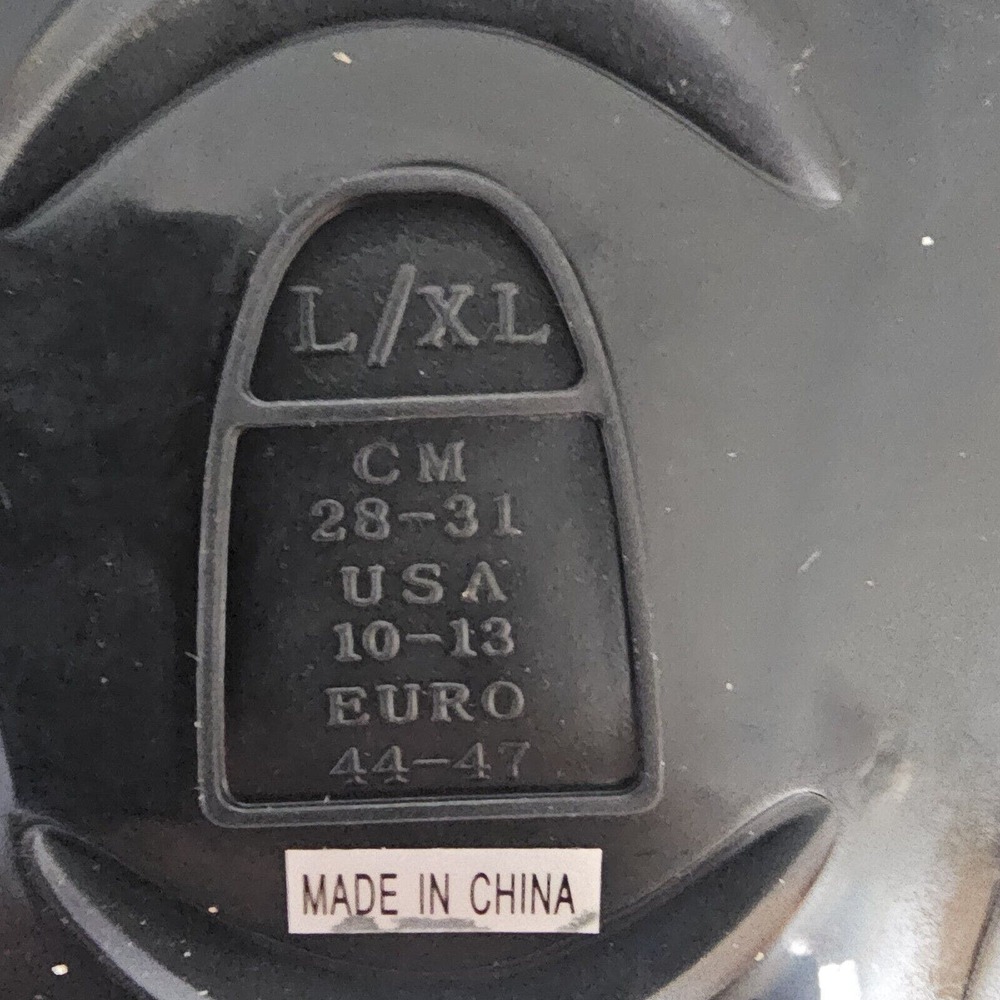 L/XL
CM
28-31
USA
10-13
EURO
44-47
MADE IN CHINA